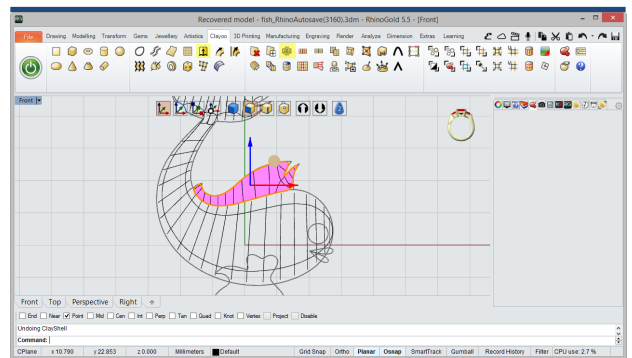 Recovered model - fish_RhinoAutosave(3160).3dm - RhinoGold 5.5 - [Front]
File Drawing Modelling Transform Gems Jewellery Artistics Clayoo 3D Printing Manufacturing Engraving Render Analyze Dimension Extras Learning
Front
Front Top Perspective Right
End Near Point Mid Cen Int Perp Tan Quad Knot Vertex Project Disable
Undoing ClayShell
Command:
CPlane x 10.790 y 22.853 z 0.000 Millimeters Default Grid Snap Ortho Planar Osnap SmartTrack Gumball Record History Filter CPU use: 2.7 %